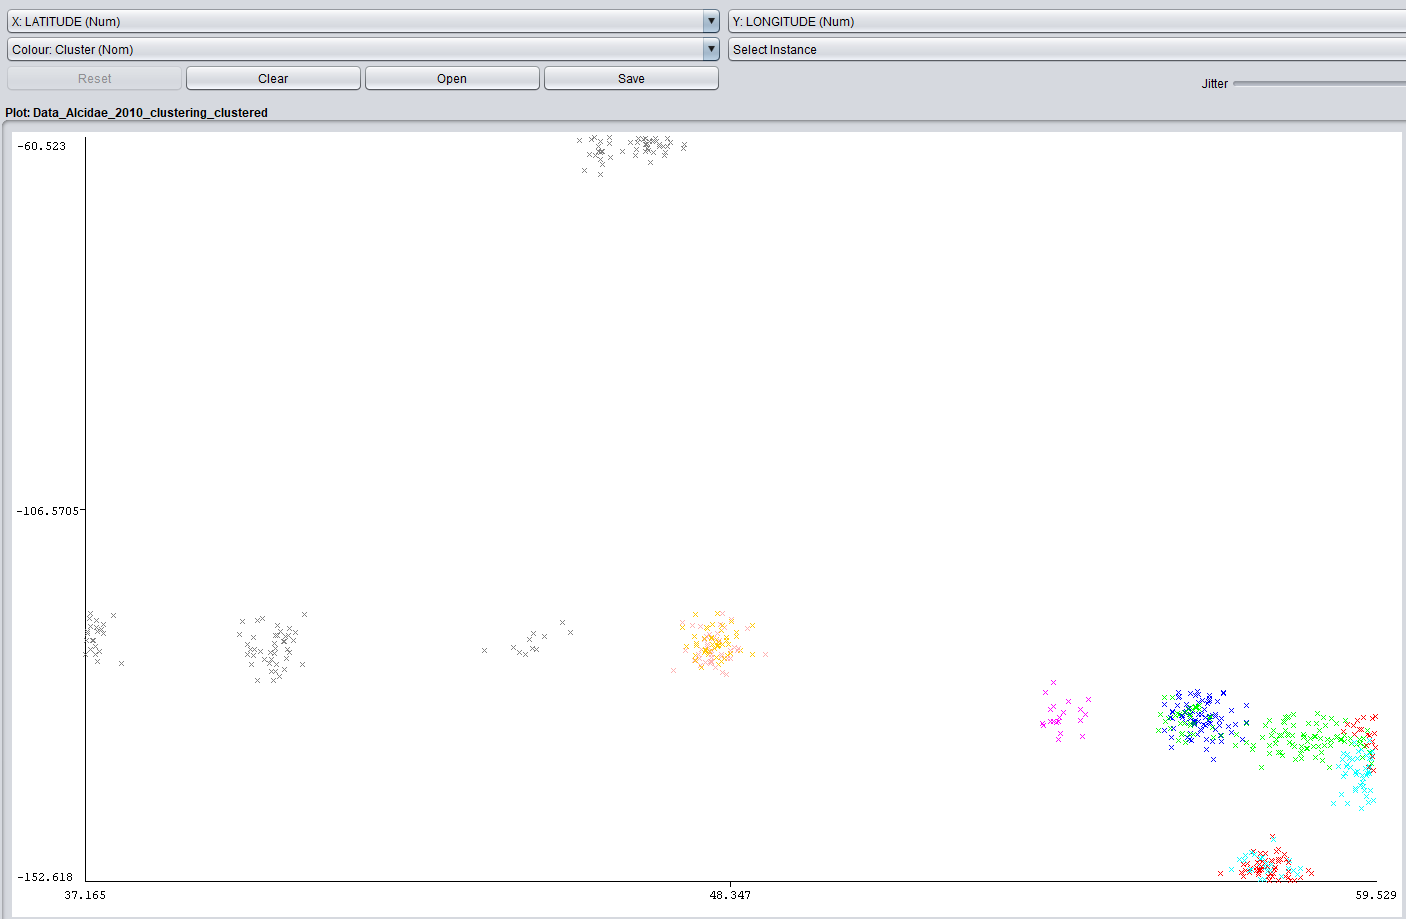 X: LATITUDE (Num)
Y: LONGITUDE (Num)
Colour: Cluster (Nom)
Select Instance
Reset
Clear
Open
Save
Jitter
Plot: Data_Alcidae_2010_clustering_clustered
-60.523
-106.5705
-152.618
37.165
48.347
59.529